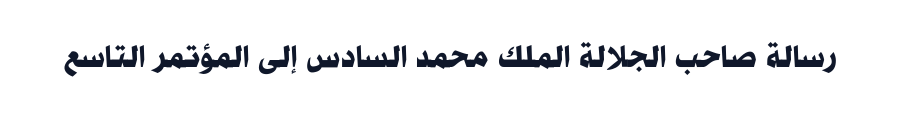 رسالة صاحب الجلالة الملك محمد السادس إلى المؤتمر التاسع